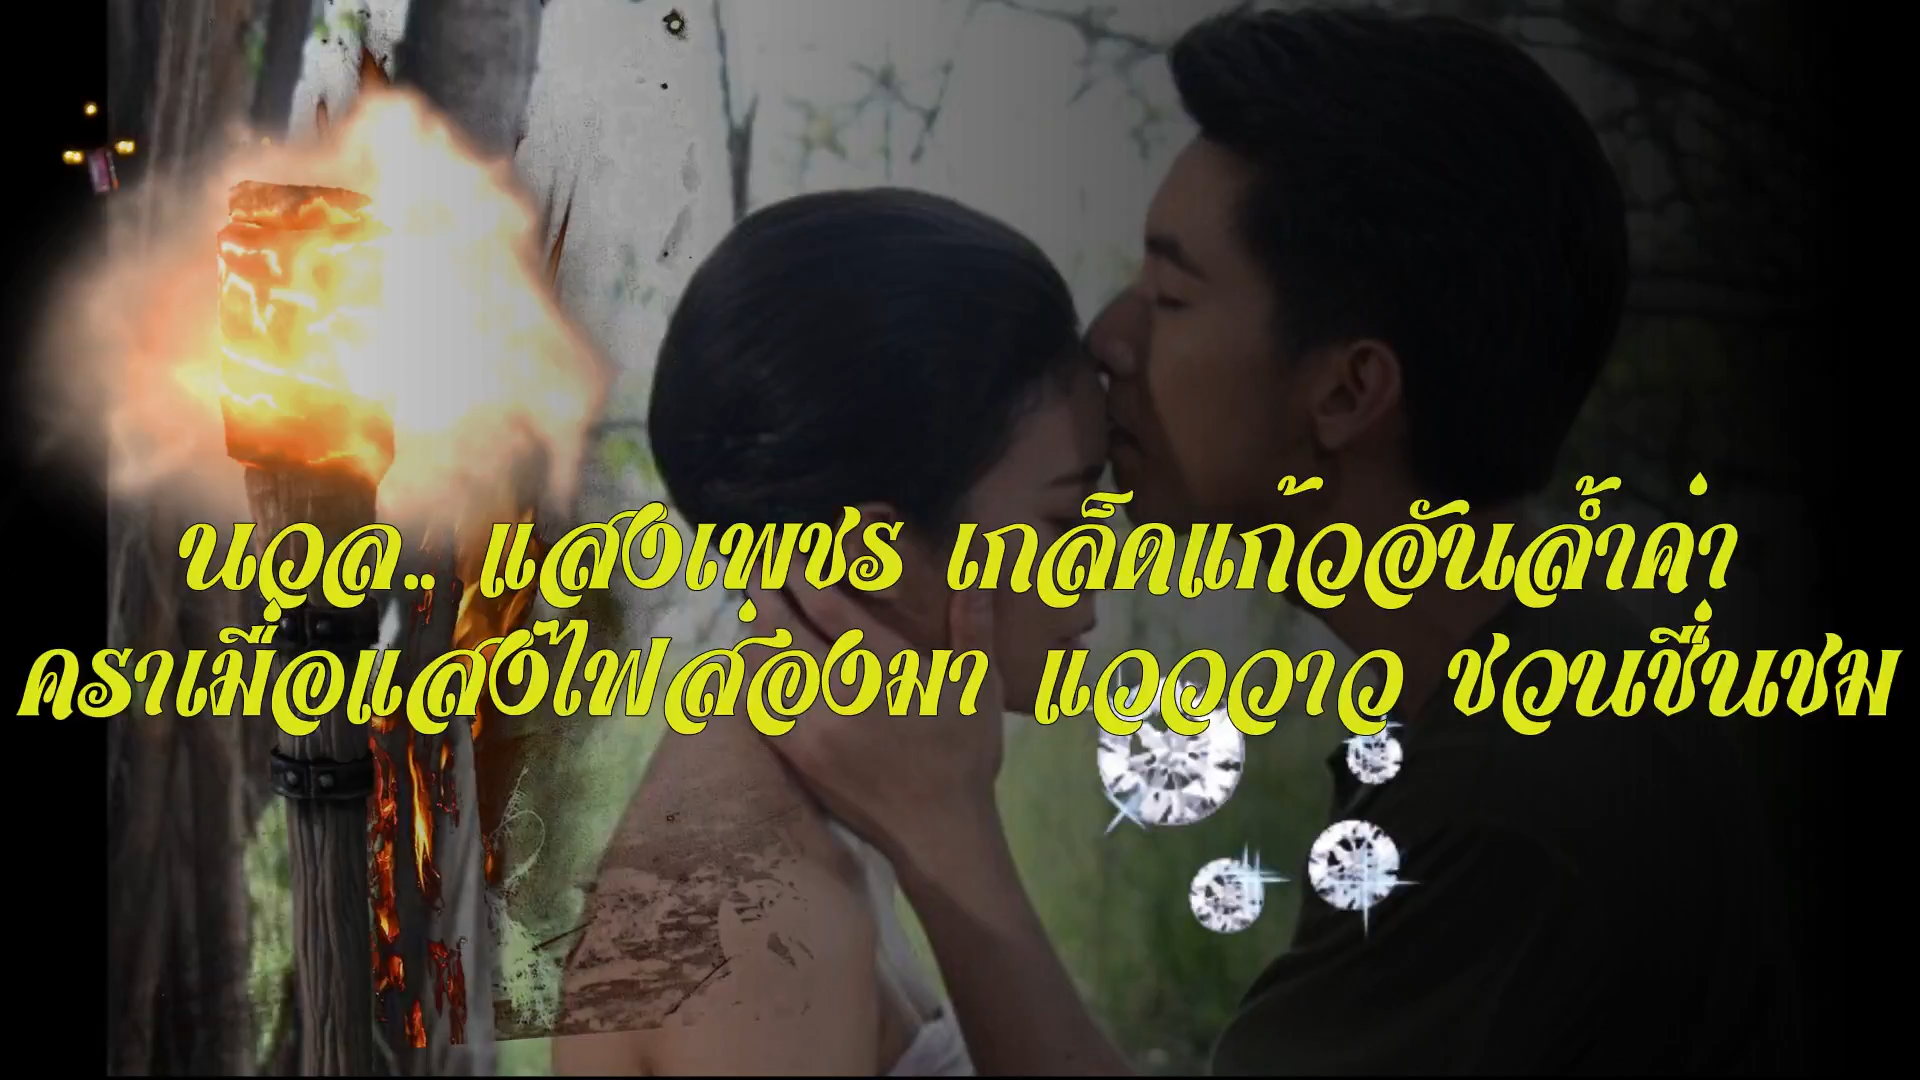 นวล.. แสงเพชร เกล็ดแก้วอันล้ำค่า
คราเมื่อแสงไฟส่องมา แวววาว ชวนชื่นชม